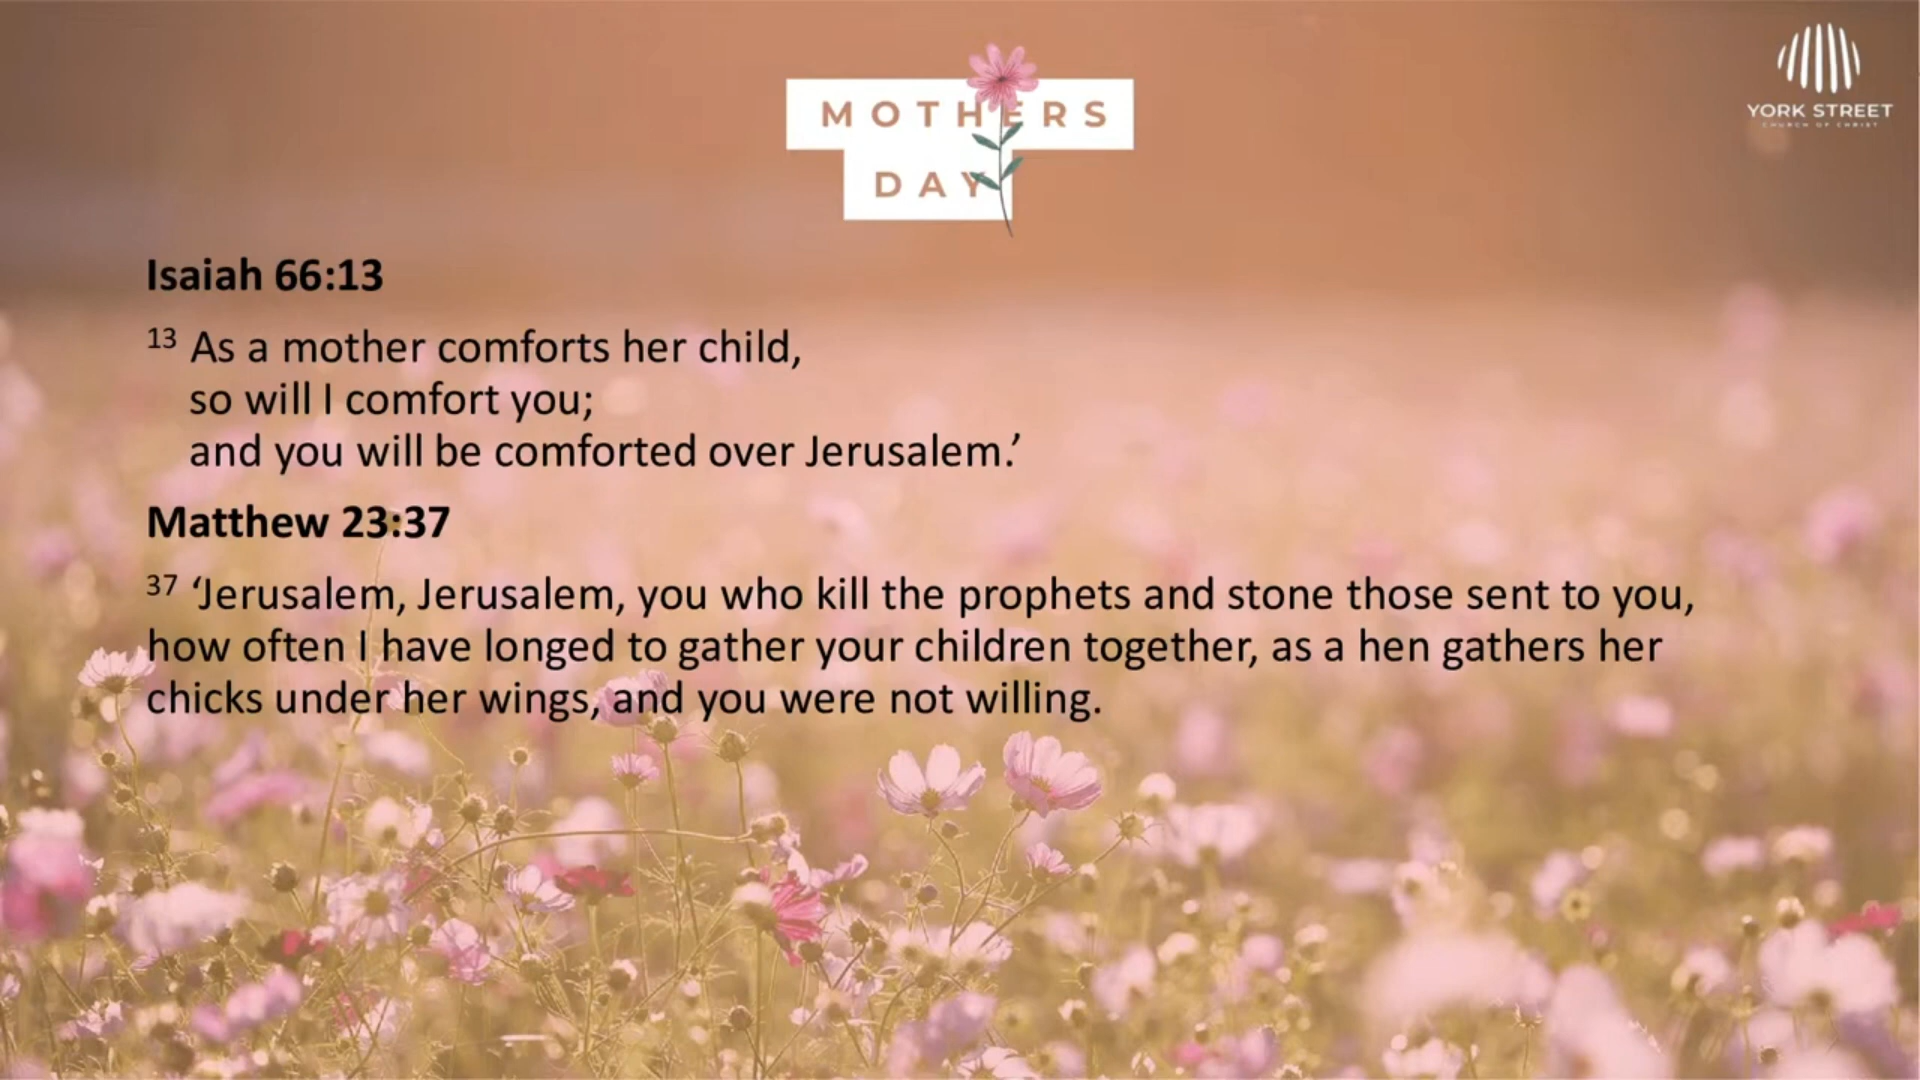 MOTHERS
DAY
YORK STREET
CHURCH OF CHRIST
Isaiah 66:13
13 As a mother comforts her child,
so will I comfort you;
and you will be comforted over Jerusalem.’
Matthew 23:37
37 ‘Jerusalem, Jerusalem, you who kill the prophets and stone those sent to you,
how often I have longed to gather your children together, as a hen gathers her
chicks under her wings, and you were not willing.